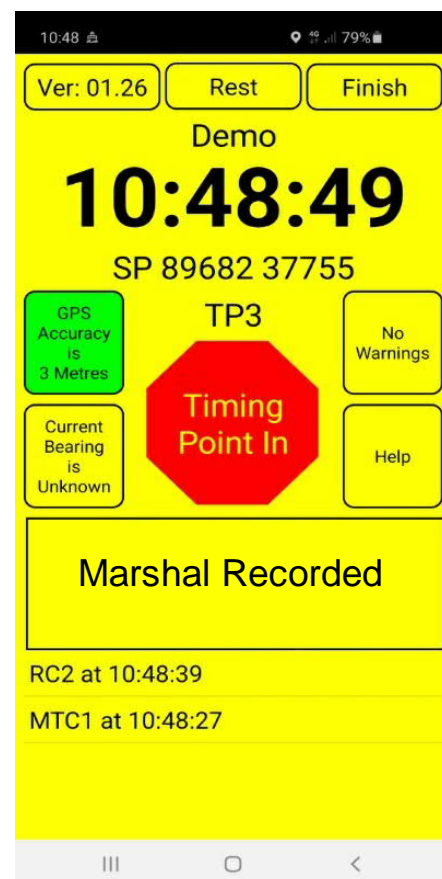 10:48
4G
79%
Ver: 01.26
Rest
Finish
Demo
10:48:49
SP 89682 37755
GPS
Accuracy
is
3 Metres
TP3
No
Warnings
Timing
Point In
Current
Bearing
is
Unknown
Help
Marshal Recorded
RC2 at 10:48:39
MTC1 at 10:48:27